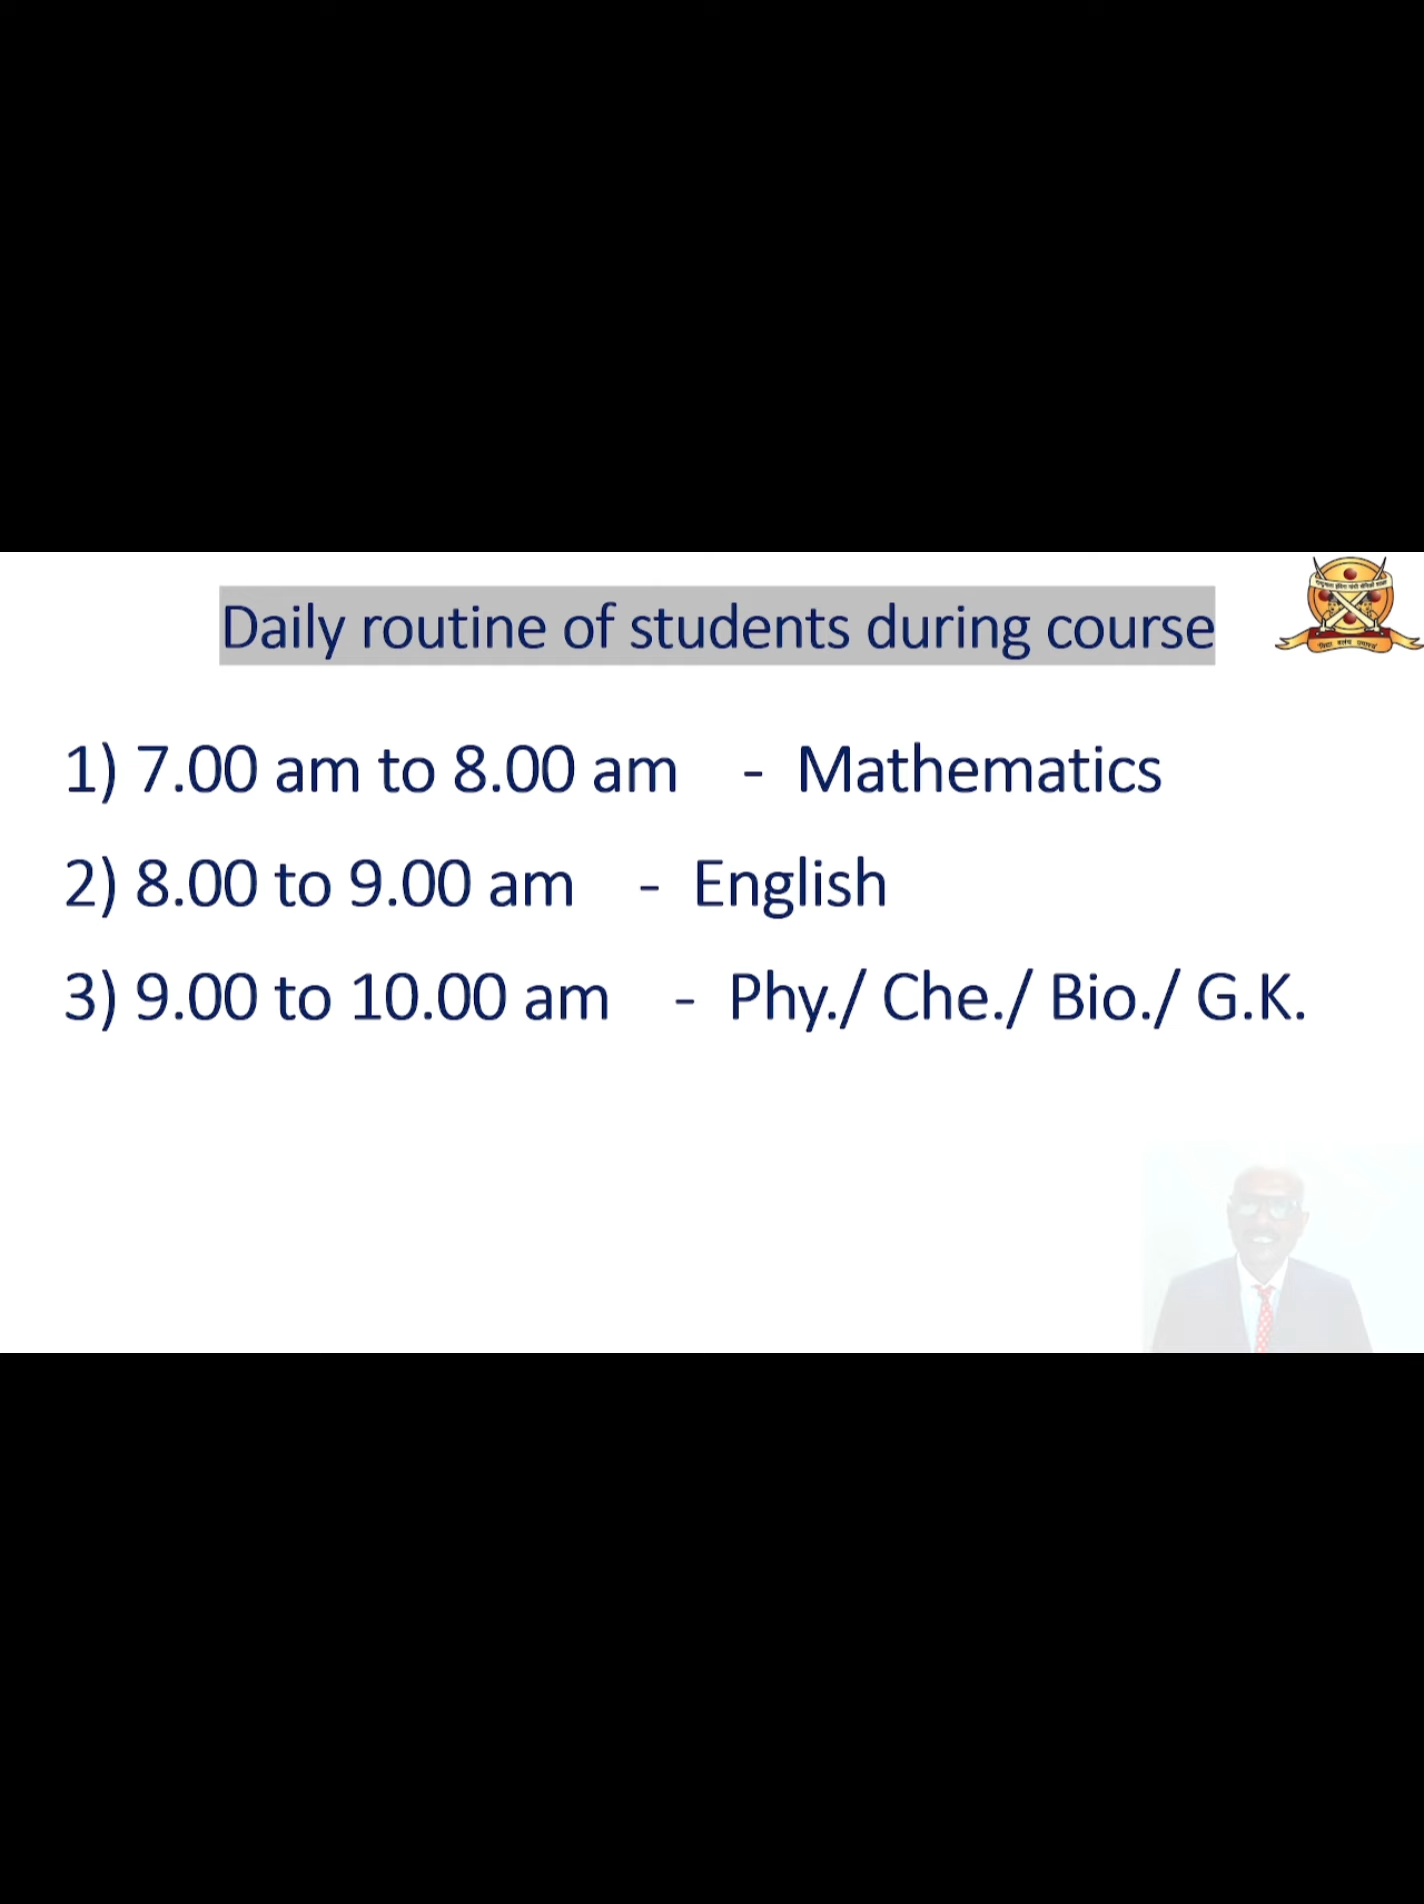 Daily routine of students during course
1) 7.00 am to 8.00 am - Mathematics
2) 8.00 to 9.00 am - English
3) 9.00 to 10.00 am - Phy./ Che./ Bio./ G.K.